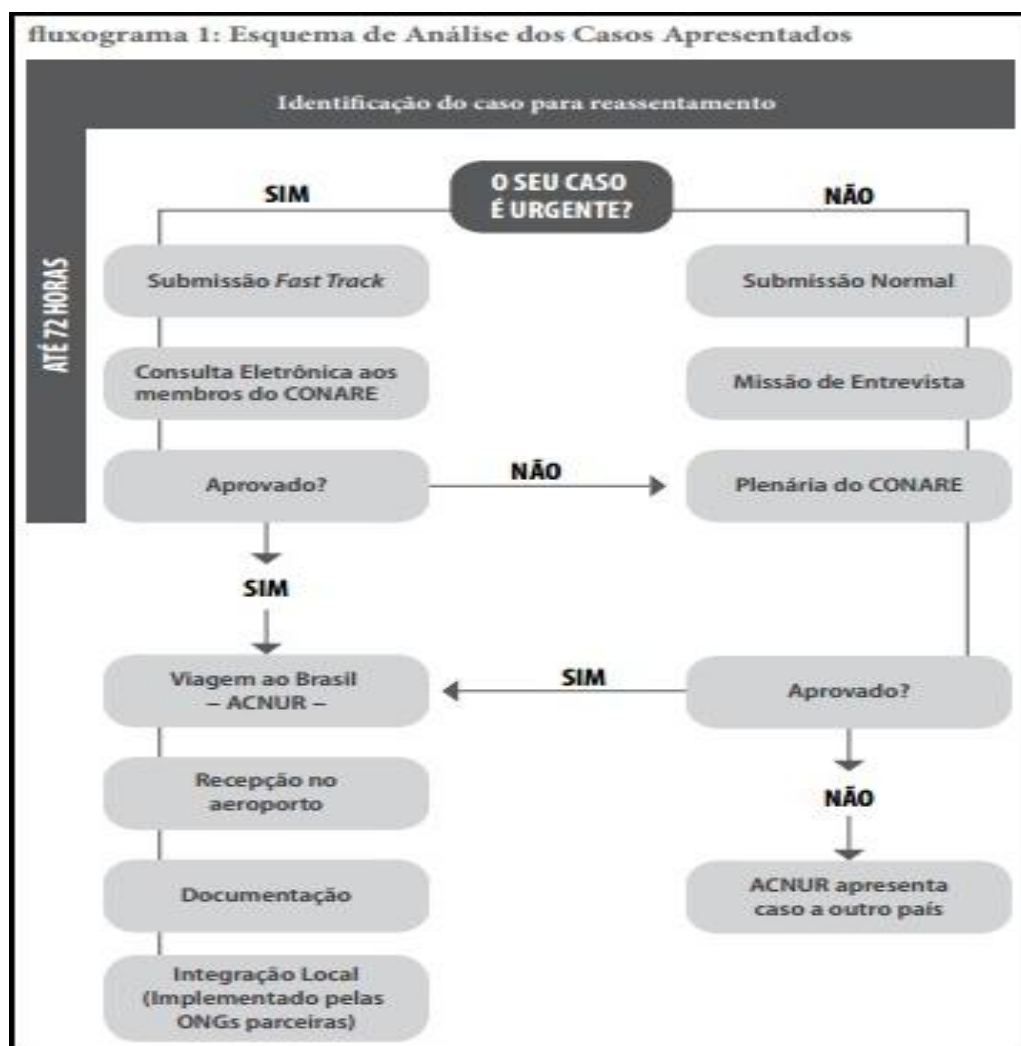 fluxograma 1: Esquema de Análise dos Casos Apresentados
Identificação do caso para reassentamento
O SEU CASO
É URGENTE?
SIM
NÃO
ATÉ 72 HORAS
Submissão Fast Track
Submissão Normal
Consulta Eletrônica aos
membros do CONARE
Missão de Entrevista
Aprovado?
NÃO
Plenária do CONARE
SIM
Viagem ao Brasil
– ACNUR –
SIM
Aprovado?
Recepção no
aeroporto
NÃO
Documentação
ACNUR apresenta
caso a outro país
Integração Local
(Implementado pelas
ONGs parceiras)